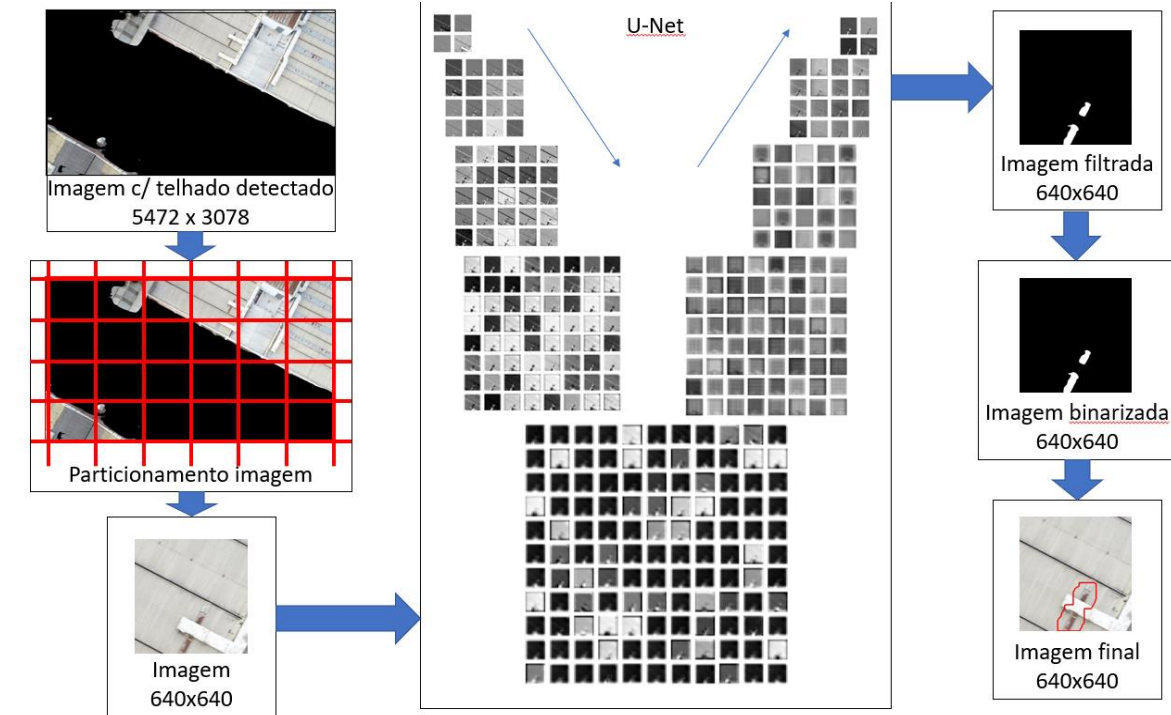 Imagem c/ telhado detectado
5472 x 3078
Particionamento imagem
Imagem
640x640
U-Net
Imagem filtrada
640x640
Imagem binarizada
640x640
Imagem final
640x640